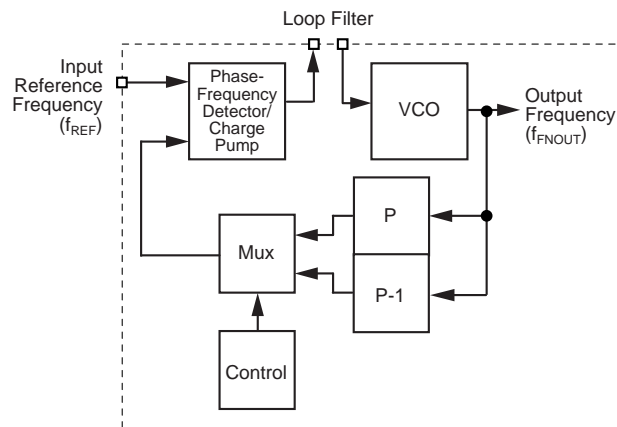 Loop Filter
Input
Reference
Frequency
(fREF)
Phase-
Frequency
Detector/
Charge
Pump
VCO
Output
Frequency
(fFNOUT)
P
Mux
P-1
Control